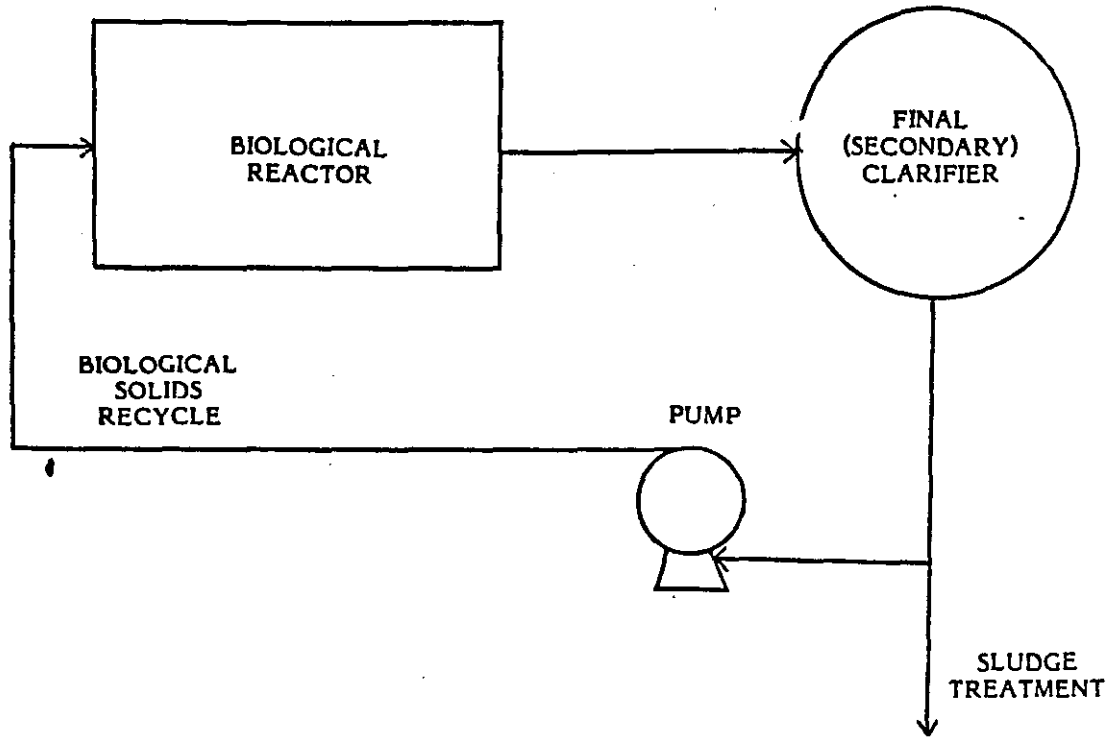 BIOLOGICAL
REACTOR
FINAL
(SECONDARY)
CLARIFIER
BIOLOGICAL
SOLIDS
RECYCLE
PUMP
SLUDGE
TREATMENT